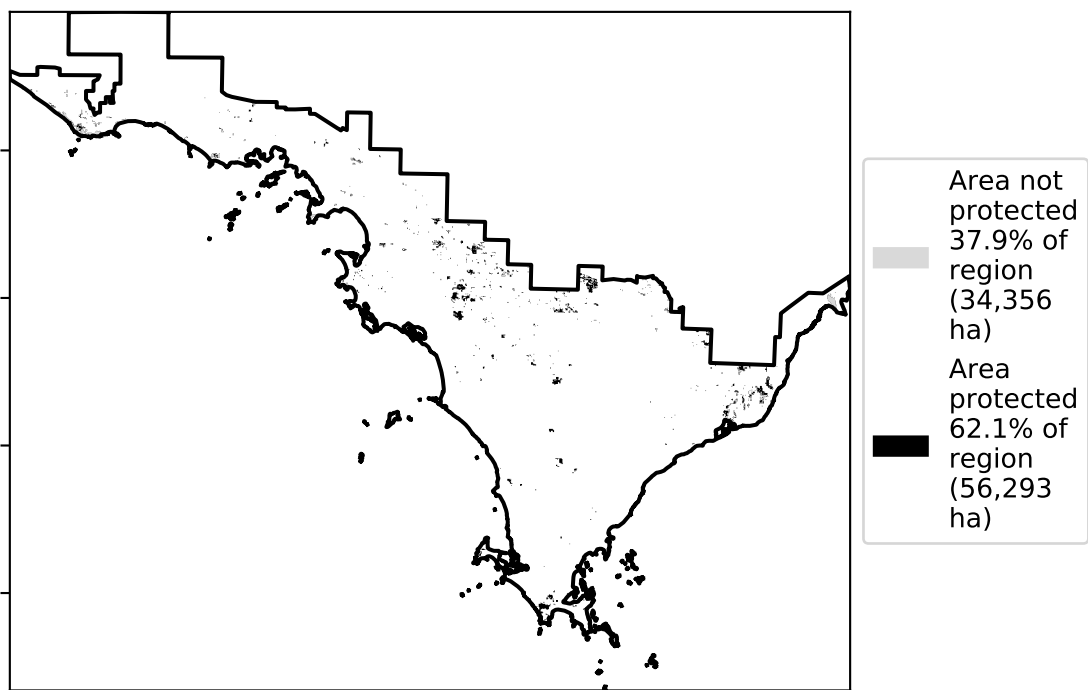 Area not
protected
37.9% of
region
(34,356
ha)
Area
protected
62.1% of
region
(56,293
ha)